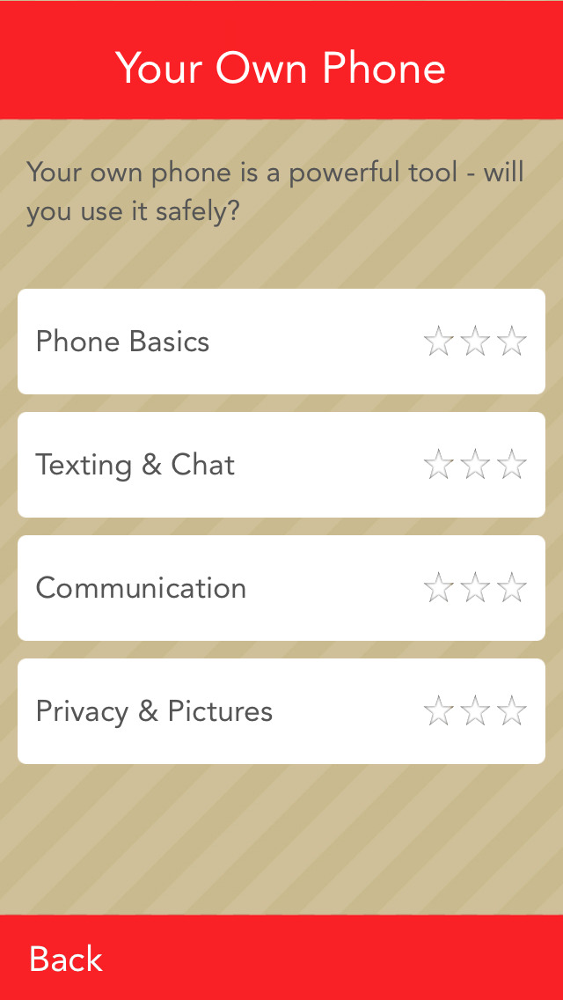 Your Own Phone
Your own phone is a powerful tool - will
you use it safely?
Phone Basics
Texting & Chat
Communication
Privacy & Pictures
Back